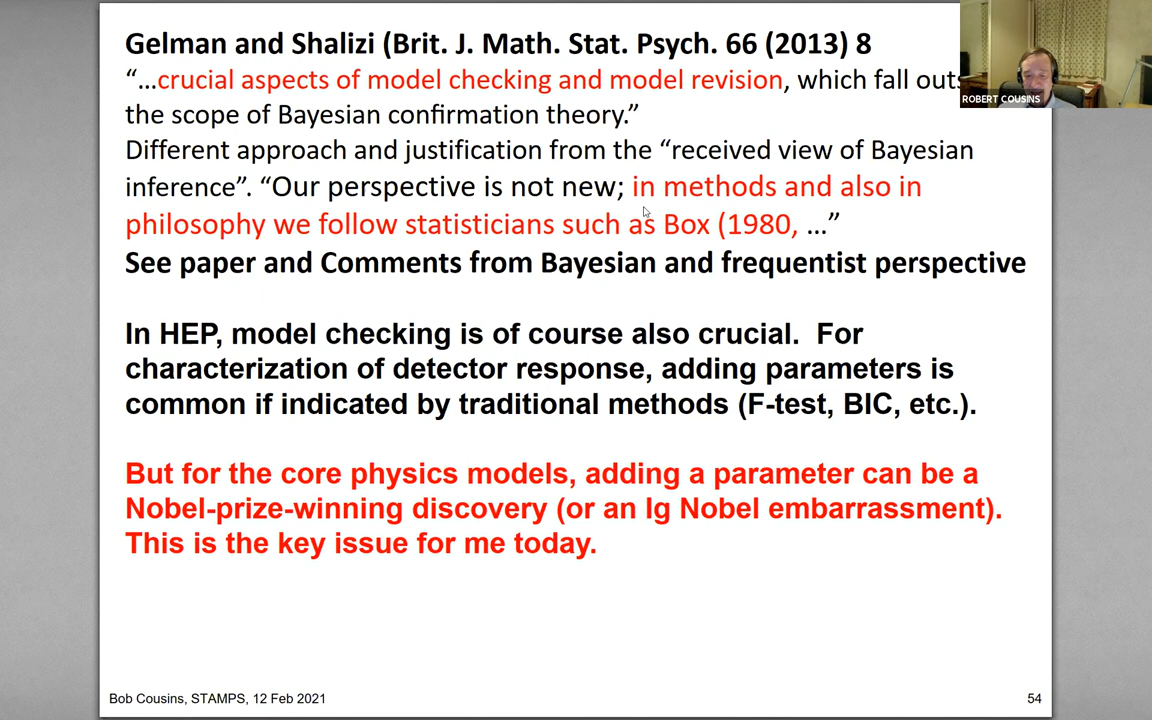 Gelman and Shalizi (Brit. J. Math. Stat. Psych. 66 (2013) 8
“…crucial aspects of model checking and model revision, which fall
the scope of Bayesian confirmation theory.”
Different approach and justification from the “received view of Bayesian
inference”. “Our perspective is not new; in methods and also in
philosophy we follow statisticians such as Box (1980, …”
See paper and Comments from Bayesian and frequentist perspective
In HEP, model checking is of course also crucial.  For
characterization of detector response, adding parameters is
common if indicated by traditional methods (F-test, BIC, etc.).
But for the core physics models, adding a parameter can be a
Nobel-prize-winning discovery (or an Ig Nobel embarrassment).
This is the key issue for me today.
Bob Cousins, STAMPS, 12 Feb 2021
54
ROBERT COUSINS